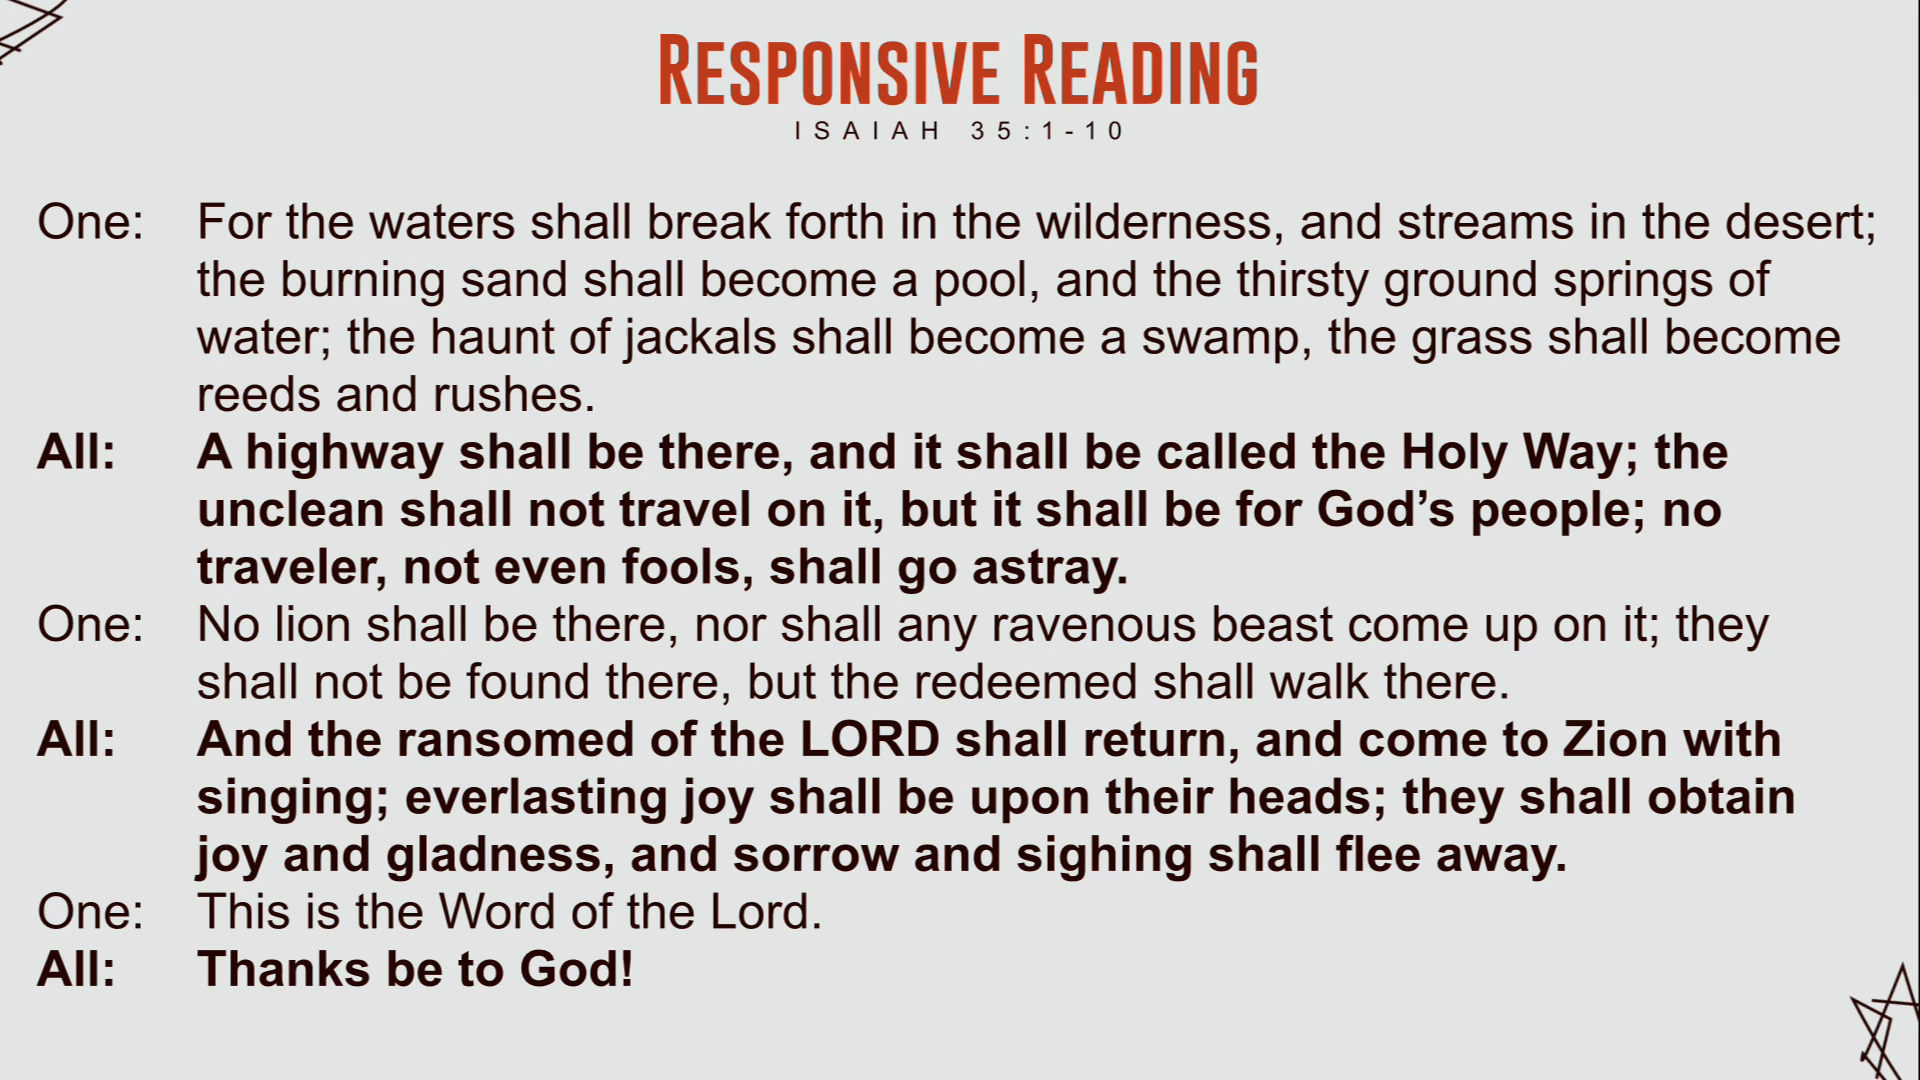 RESPONSIVE READING
ISAIAH 35:1-10
One: For the waters shall break forth in the wilderness, and streams in the desert;
the burning sand shall become a pool, and the thirsty ground springs of
water; the haunt of jackals shall become a swamp, the grass shall become
reeds and rushes.
All: A highway shall be there, and it shall be called the Holy Way; the
unclean shall not travel on it, but it shall be for God’s people; no
traveler, not even fools, shall go astray.
One: No lion shall be there, nor shall any ravenous beast come up on it; they
shall not be found there, but the redeemed shall walk there.
All: And the ransomed of the LORD shall return, and come to Zion with
singing; everlasting joy shall be upon their heads; they shall obtain
joy and gladness, and sorrow and sighing shall flee away.
One: This is the Word of the Lord.
All: Thanks be to God!